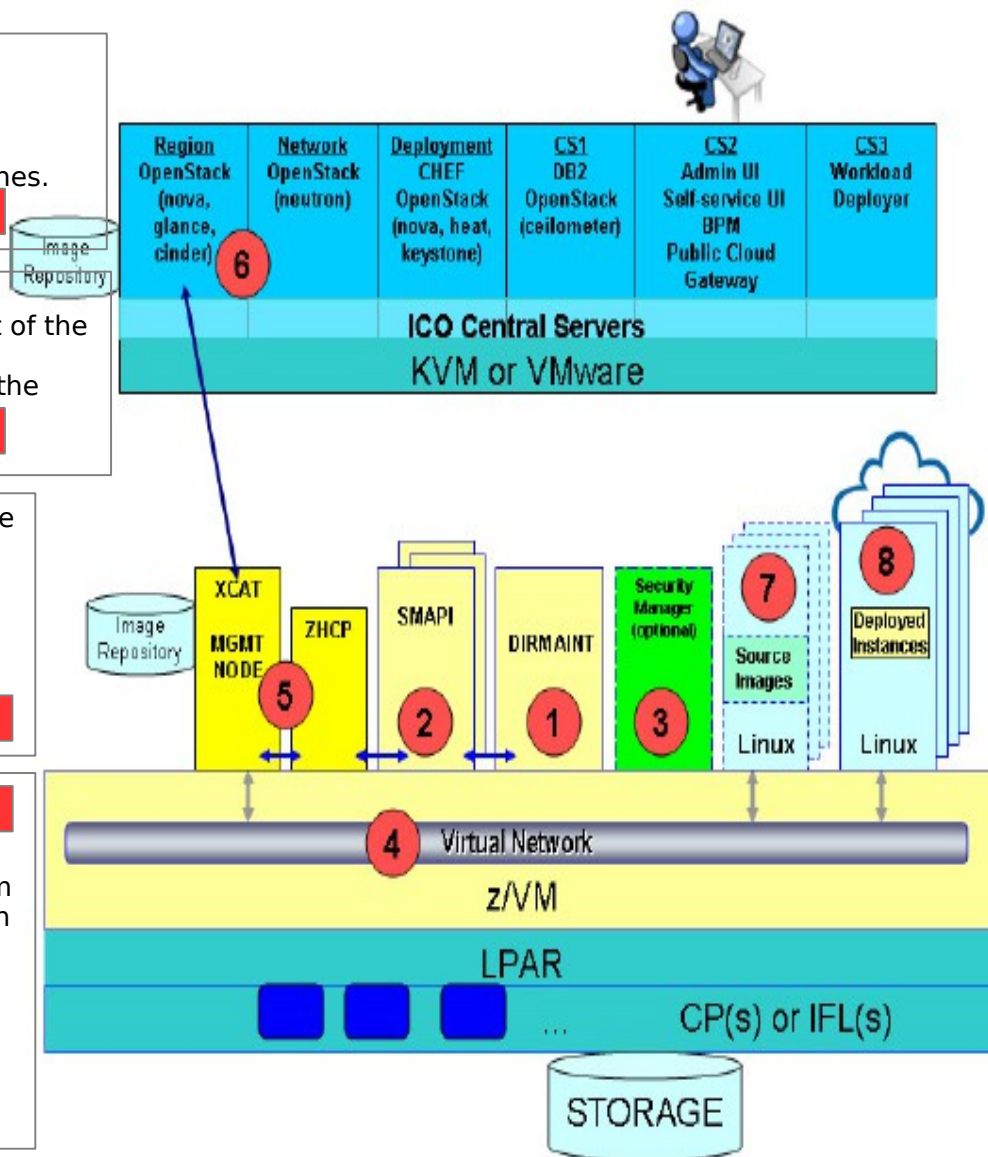 nes.
t of the
the
e
n
n
Image
Repository
Region
OpenStack
(nova,
glance,
cinder)
6
Network
OpenStack
(neutron)
Deployment
CHEF
OpenStack
(nova, heat,
keystone)
CS1
DB2
OpenStack
(ceilometer)
CS2
Admin UI
Self-service UI
BPM
Public Cloud
Gateway
CS3
Workload
Deployer
ICO Central Servers
KVM or VMware
Image
Repository
XCAT
MGMT
NODE
5
ZHCP
SMAPI
2
DIRMAINT
1
Security
Manager
(optional)
3
7
Source
Images
Linux
8
Deployed
Instances
Linux
4
Virtual Network
z/VM
LPAR
...
CP(s) or IFL(s)
STORAGE